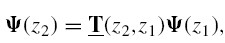 𝚿(z₂) = 𝐓̲(z₂, z₁)𝚿(z₁),